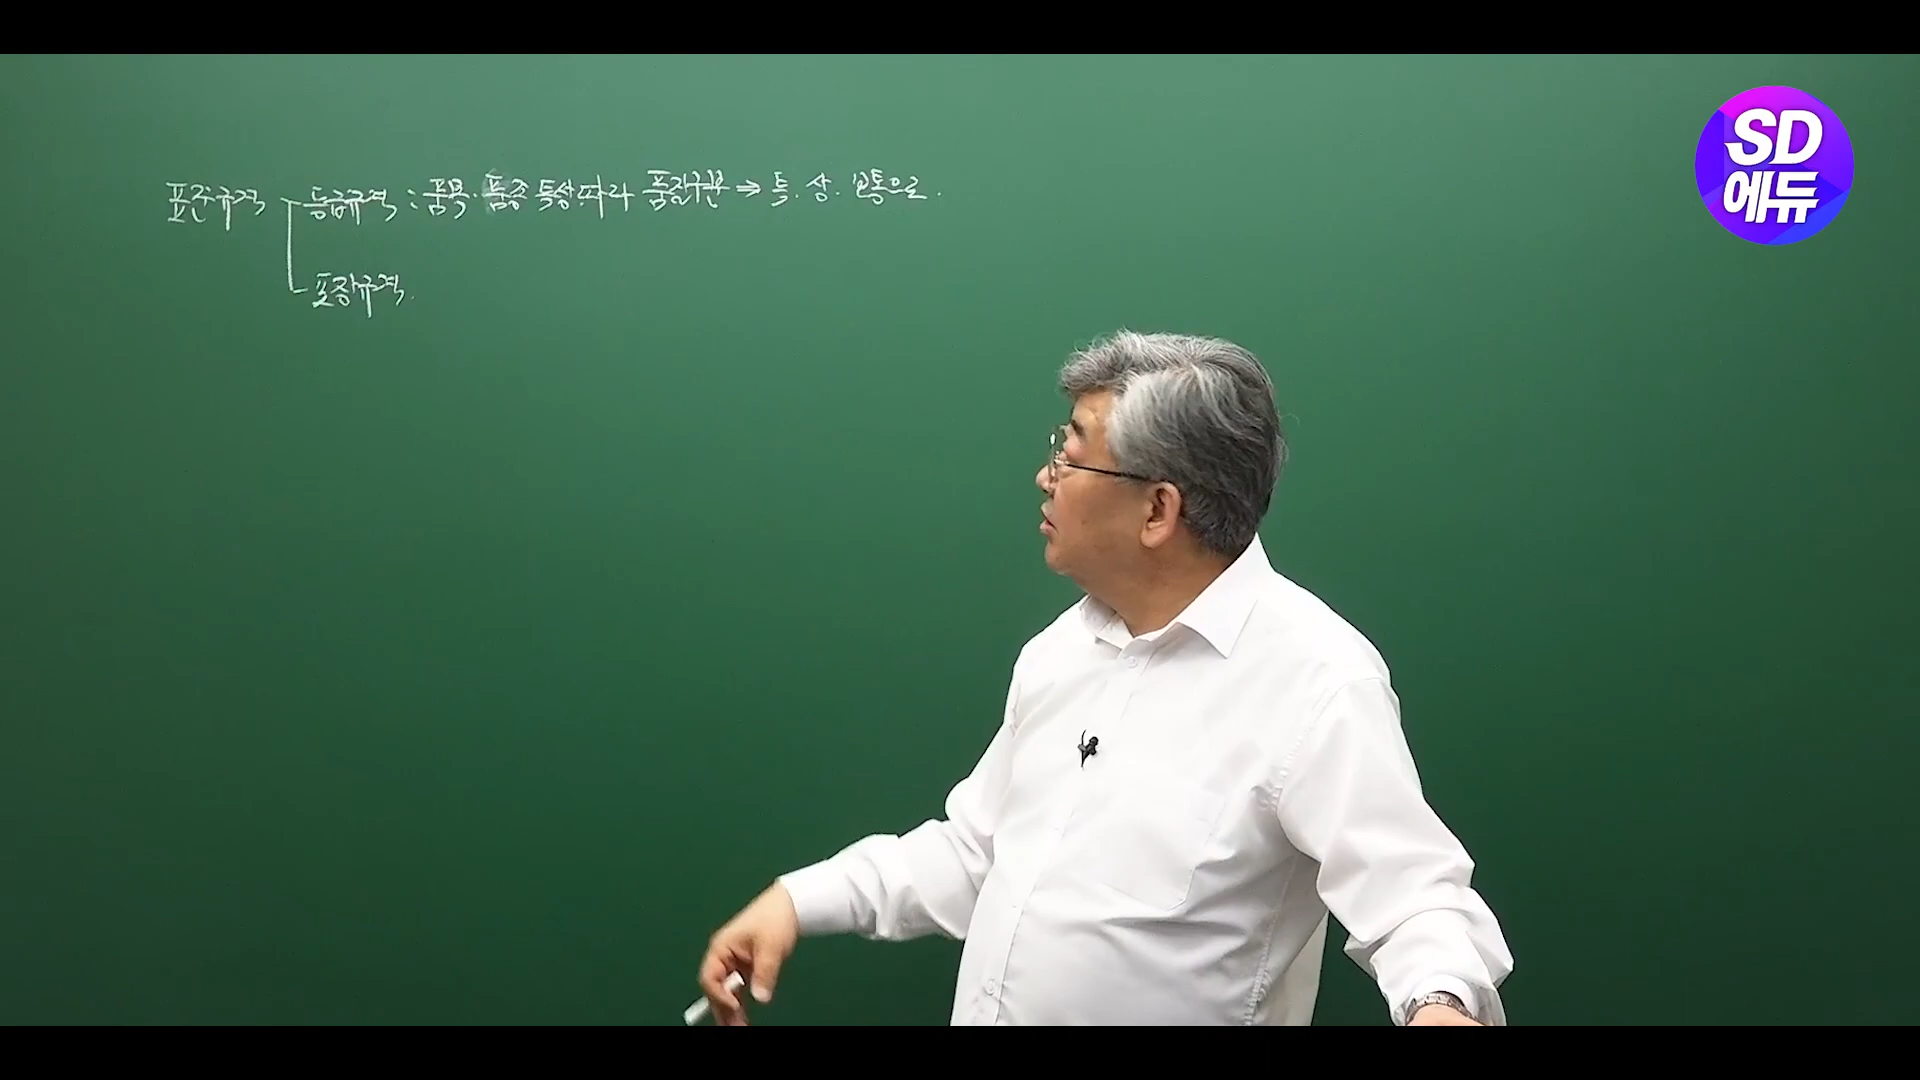 표준규격 등급규격 : 품목. 품종 특성 따라 품질구분 ⇒ 특. 상. 보통으로.
포장규격.
SD
에듀